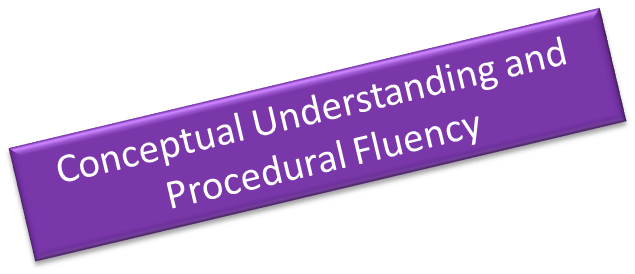 Conceptual Understanding and
Procedural Fluency